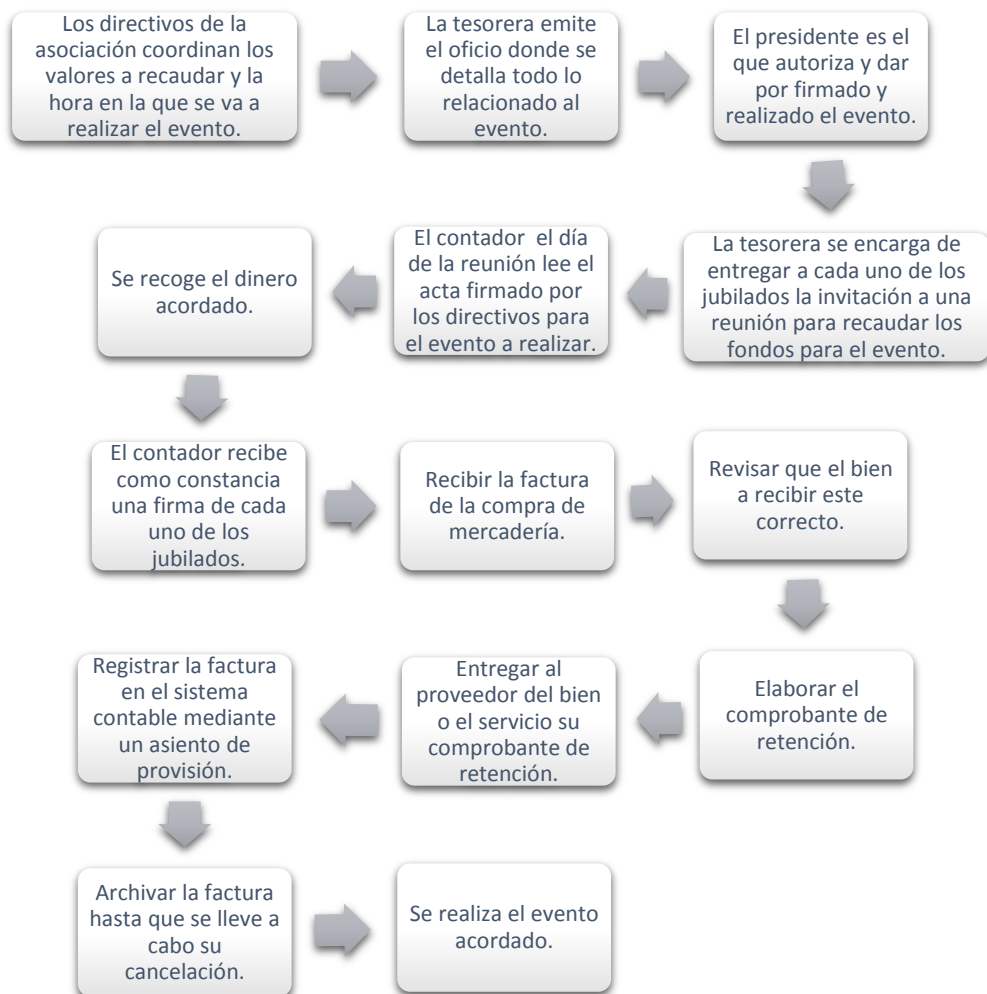 Los directivos de la
asociación coordinan los
valores a recaudar y la
hora en la que se va a
realizar el evento.
La tesorera emite
el oficio donde se
detalla todo lo
relacionado al
evento.
El presidente es el
que autoriza y dar
por firmado y
realizado el evento.
La tesorera se encarga de
entregar a cada uno de los
jubilados la invitación a una
reunión para recaudar los
fondos para el evento.
El contador  el día
de la reunión lee el
acta firmado por
los directivos para
el evento a realizar.
Se recoge el dinero
acordado.
El contador recibe
como constancia
una firma de cada
uno de los
jubilados.
Recibir la factura
de la compra de
mercadería.
Revisar que el bien
a recibir este
correcto.
Elaborar el
comprobante de
retención.
Entregar al
proveedor del bien
o el servicio su
comprobante de
retención.
Registrar la factura
en el sistema
contable mediante
un asiento de
provisión.
Archivar la factura
hasta que se lleve a
cabo su
cancelación.
Se realiza el evento
acordado.